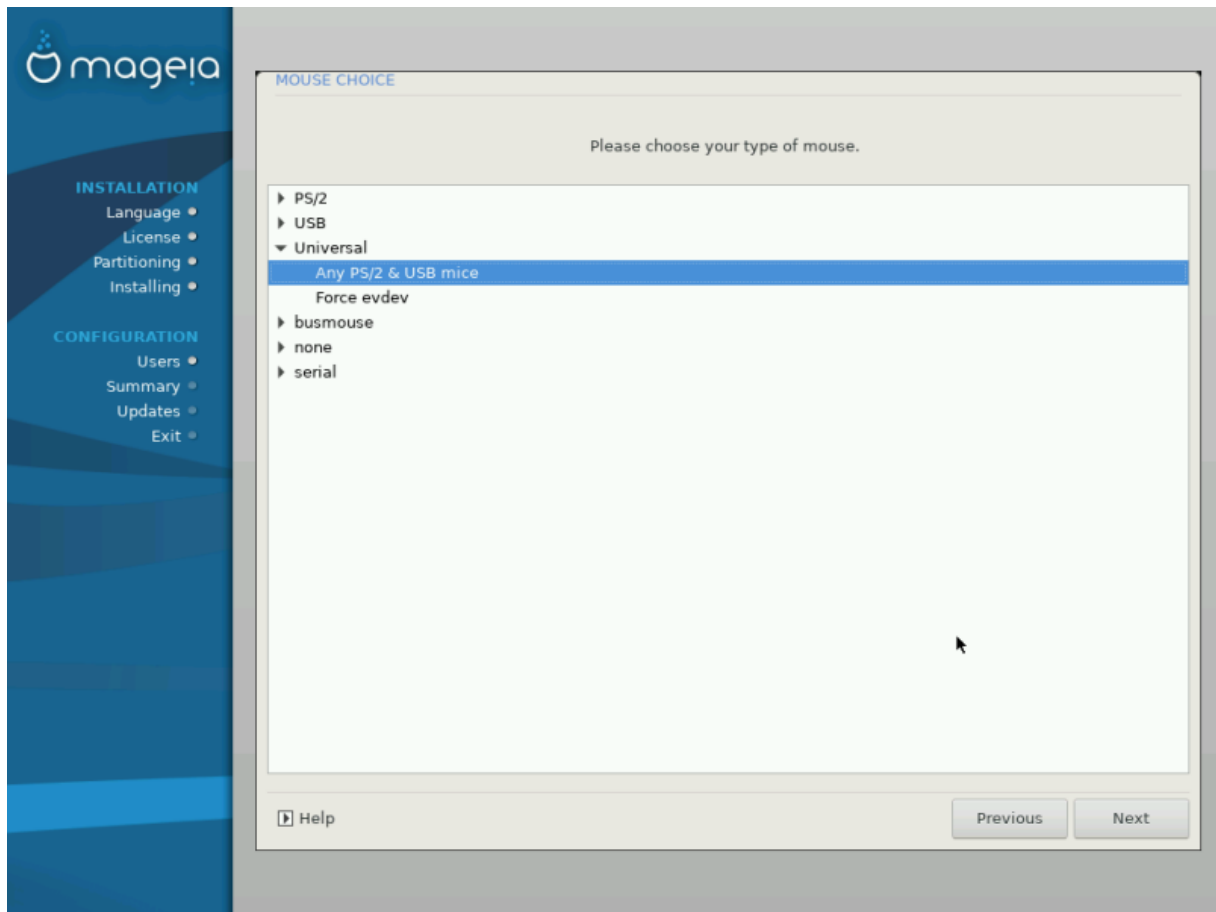 mageia
INSTALLATION
Language
License
Partitioning
Installing
CONFIGURATION
Users
Summary
Updates
Exit
MOUSE CHOICE
Please choose your type of mouse.
PS/2
USB
Universal
Any PS/2 & USB mice
Force evdev
busmouse
none
serial
Help
Previous
Next